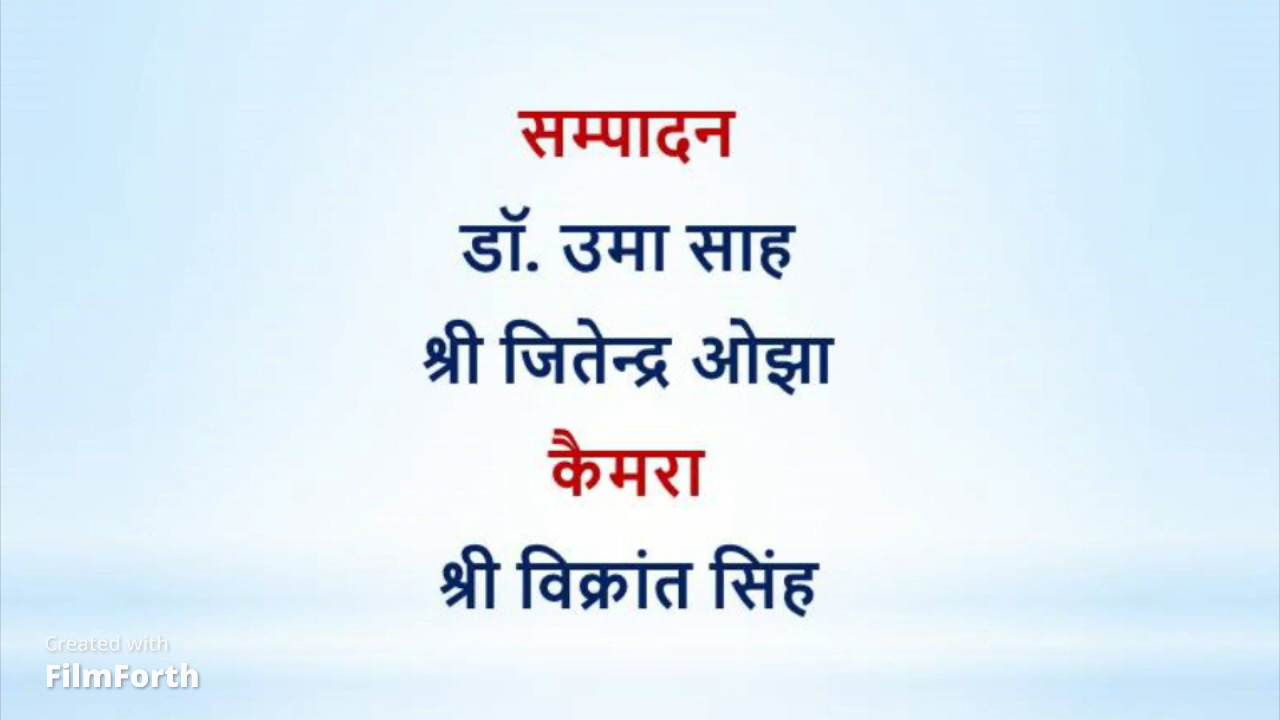 सम्पादन
डॉ. उमा साह
श्री जितेन्द्र ओझा
कैमरा
श्री विक्रांत सिंह
Created with
FilmForth